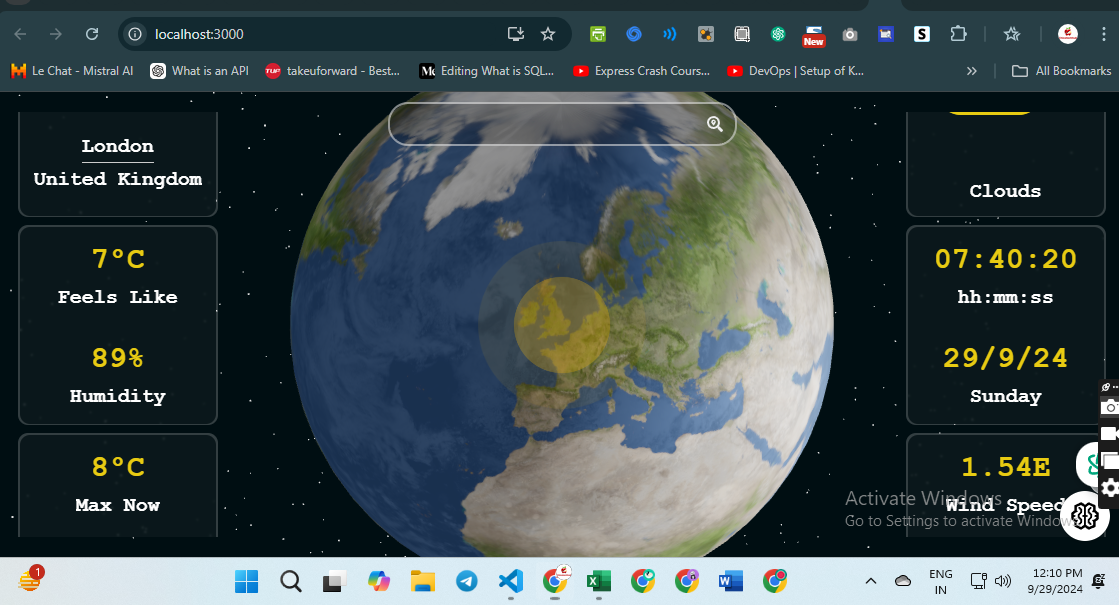 localhost:3000
New
S
Le Chat - Mistral AI
What is an API
TUF
takeuforward - Best...
Editing What is SQL...
Express Crash Cours...
DevOps | Setup of K...
»
All Bookmarks
London
United Kingdom
7°C
Feels Like
89%
Humidity
8°C
Max Now
Clouds
07:40:20
hh:mm:ss
29/9/24
Sunday
1.54E
Wind Speed
Activate Windows
Go to Settings to activate Windows
1
ENG
IN
12:10 PM
9/29/2024